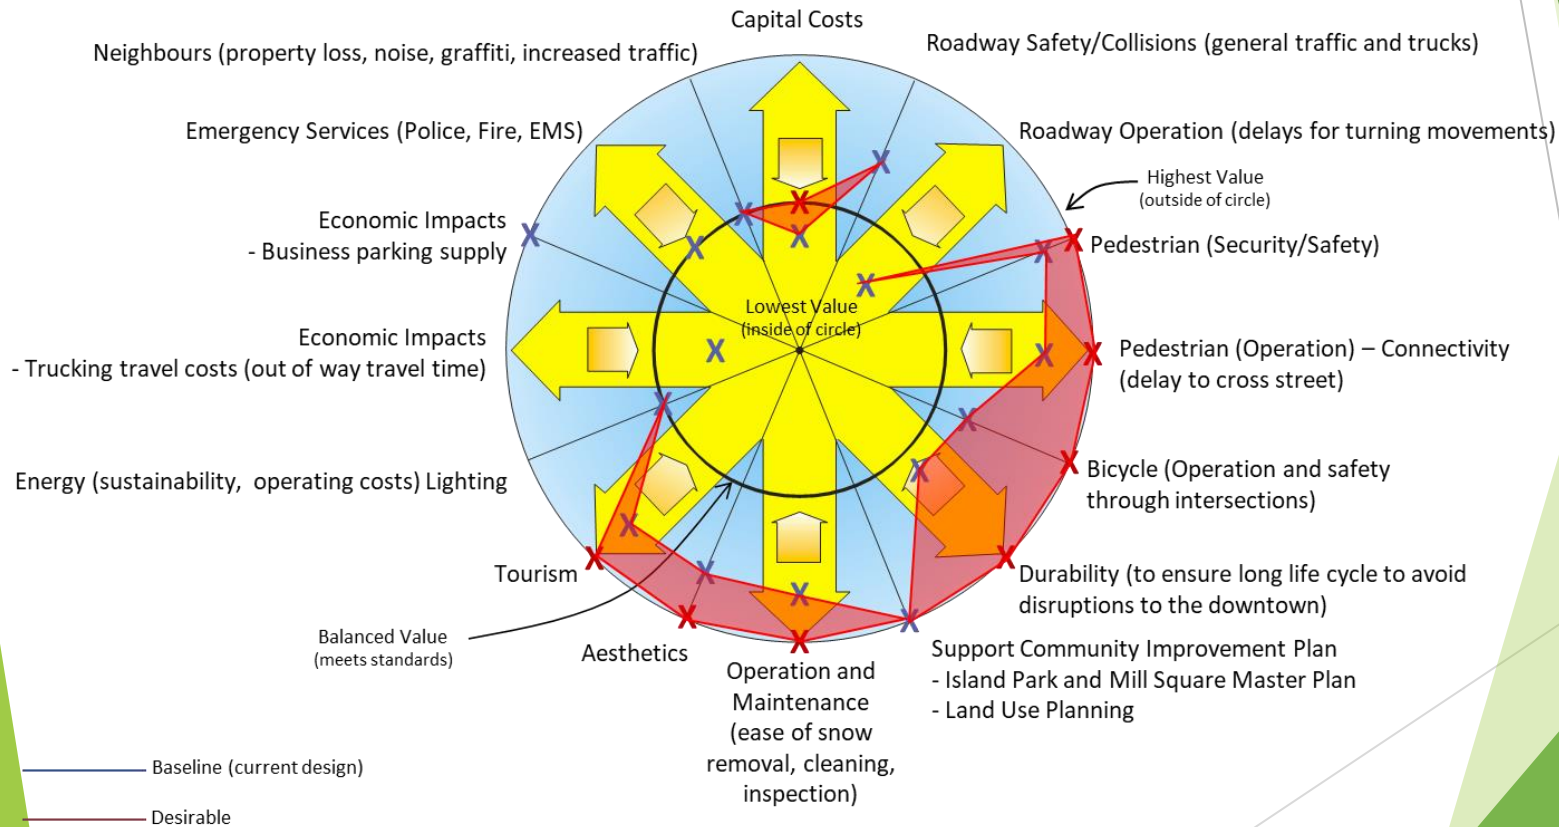 Capital Costs
Neighbours (property loss, noise, graffiti, increased traffic)
Roadway Safety/Collisions (general traffic and trucks)
Emergency Services (Police, Fire, EMS)
Roadway Operation (delays for turning movements)
Highest Value
(outside of circle)
Economic Impacts
- Business parking supply
X
X
X
X
X
X
X
X
X
Pedestrian (Security/Safety)
X
Lowest Value
(inside of circle)
Economic Impacts
- Trucking travel costs (out of way travel time)
X
X
X
Pedestrian (Operation) – Connectivity
(delay to cross street)
X
X
X
Bicycle (Operation and safety
through intersections)
Energy (sustainability,  operating costs) Lighting
X
X
Tourism
X
X
X
X
Durability (to ensure long life cycle to avoid
disruptions to the downtown)
Balanced Value
(meets standards)
Aesthetics
X
X
X
Support Community Improvement Plan
- Island Park and Mill Square Master Plan
- Land Use Planning
Operation and
Maintenance
(ease of snow
removal, cleaning,
inspection)
Baseline (current design)
Desirable